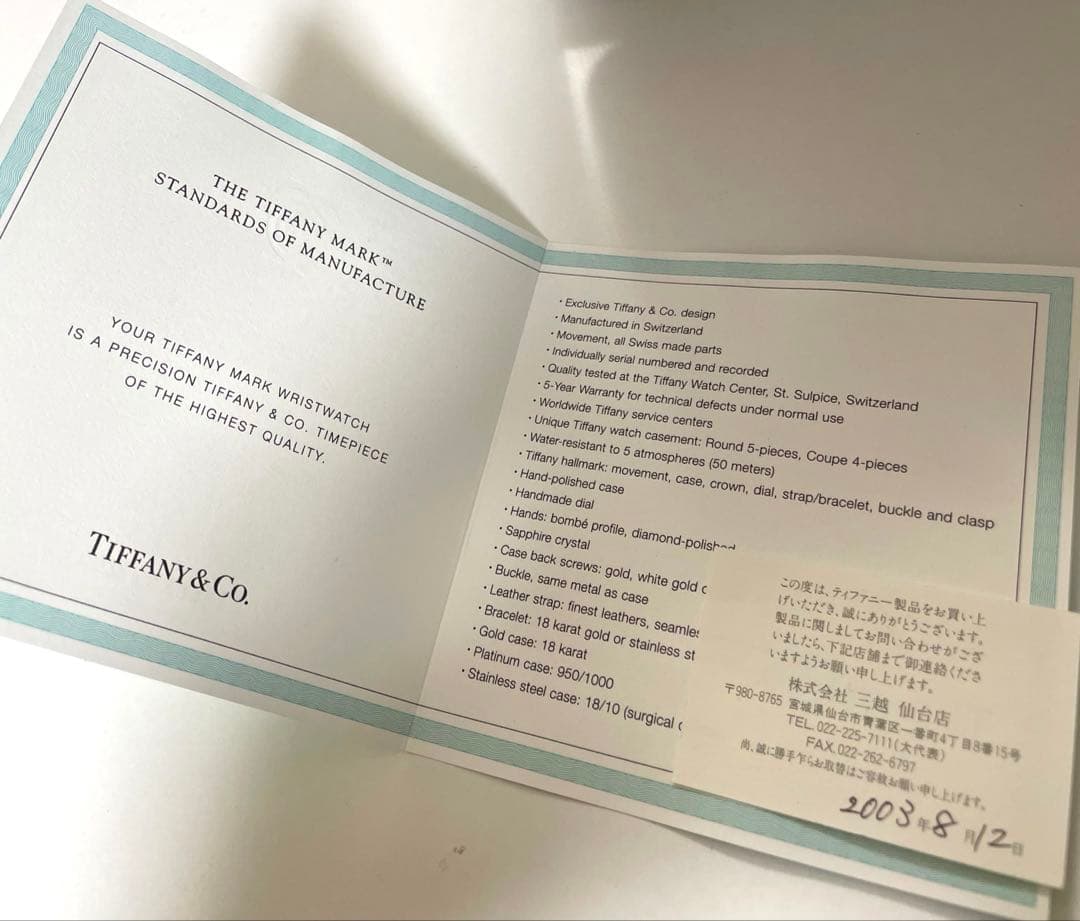 THE TIFFANY MARK™
STANDARDS OF MANUFACTURE
YOUR TIFFANY MARK WRISTWATCH
IS A PRECISION TIFFANY & CO. TIMEPIECE
OF THE HIGHEST QUALITY.
TIFFANY & CO.
・Exclusive Tiffany & Co. design
・Manufactured in Switzerland
・Movement, all Swiss made parts
・Individually serial numbered and recorded
・Quality tested at the Tiffany Watch Center, St. Sulpice, Switzerland
・5-Year Warranty for technical defects under normal use
・Worldwide Tiffany service centers
・Unique Tiffany watch casement: Round 5-pieces, Coupe 4-pieces
・Water-resistant to 5 atmospheres (50 meters)
・Tiffany hallmark: movement, case, crown, dial, strap/bracelet, buckle and clasp
・Hand-polished case
・Handmade dial
・Hands: bombé profile, diamond-polished
・Sapphire crystal
・Case back screws: gold, white gold
・Buckle, same metal as case
・Leather strap: finest leathers,
・Bracelet: 18 karat gold or stainless
・Gold case: 18 karat
・Platinum case: 950/1000
・Stainless steel case: 18/10 (surgical
この度は、ティファニー製品をお買い上
げいただき、誠にありがとうございます。
製品に関しましてお問い合わせがござ
いましたら、下記店舗まで御連絡くださ
いますようお願い申し上げます。
株式会社 三越 仙台店
〒980-8765 宮城県仙台市青葉区一番町4丁目8番15号
TEL.022-225-7111(大代表)
FAX.022-262-6797
尚、誠に勝手乍らお取替はご容赦お願い申し上げます。
2003年8月12日